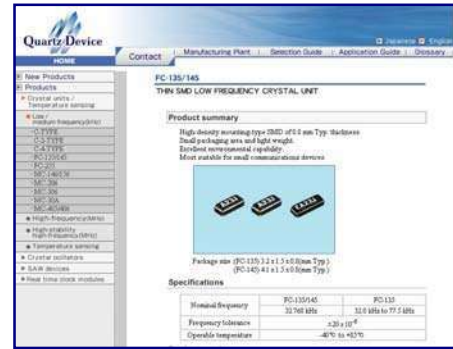 Quartz Device
Japanese English
HOME
Contact
Manufacturing Plant | Selection Guide | Application Guide | Glossary
New Products
Products
Crystal units /
Temperature sensing
Low /
medium frequency(kHz)
C-TYPE
C-2-TYPE
C-4-TYPE
FC-135/145
FC-255
MC-146/156
MC-206
MC-306
MC-30A
MC-405/406
High-frequency(MHz)
High-stability
High-frequency(MHz)
Temperature sensing
Crystal oscillators
SAW devices
Real time clock modules
FC-135/145
THIN SMD LOW FREQUENCY CRYSTAL UNIT
Product summary
High density mounting-type SMD of 0.8 mm Typ. thickness
Small packaging area and light weight.
Excellent environmental capability.
Most suitable for small communications devices
Package size (FC-135) 3.2 x 1.5 x 0.8(mm Typ.)
(FC-145) 4.1 x 1.5 x 0.8(mm Typ.)
Specifications
FC-135/145 FC-135
Nominal frequency 32.768 kHz 32.0 kHz to 77.5 kHz
Frequency tolerance ±20 x 10-6
Operable temperature -40°C to +85°C